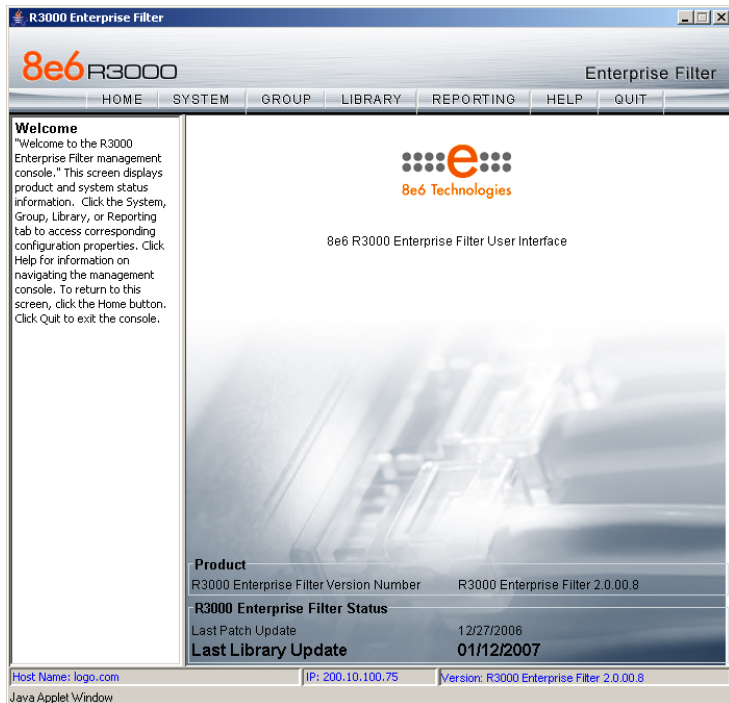 R3000 Enterprise Filter
8e6 R3000
Enterprise Filter
HOME SYSTEM GROUP LIBRARY REPORTING HELP QUIT
Welcome
"Welcome to the R3000
Enterprise Filter management
console." This screen displays
product and system status
information. Click the System,
Group, Library, or Reporting
tab to access corresponding
configuration properties. Click
Help for information on
navigating the management
console. To return to this
screen, click the Home button.
Click Quit to exit the console.
e
8e6 Technologies
8e6 R3000 Enterprise Filter User Interface
Product
R3000 Enterprise Filter Version Number R3000 Enterprise Filter 2.0.00.8
R3000 Enterprise Filter Status
Last Patch Update 12/27/2006
Last Library Update 01/12/2007
Host Name: logo.com IP: 200.10.100.75 Version: R3000 Enterprise Filter 2.0.00.8
Java Applet Window